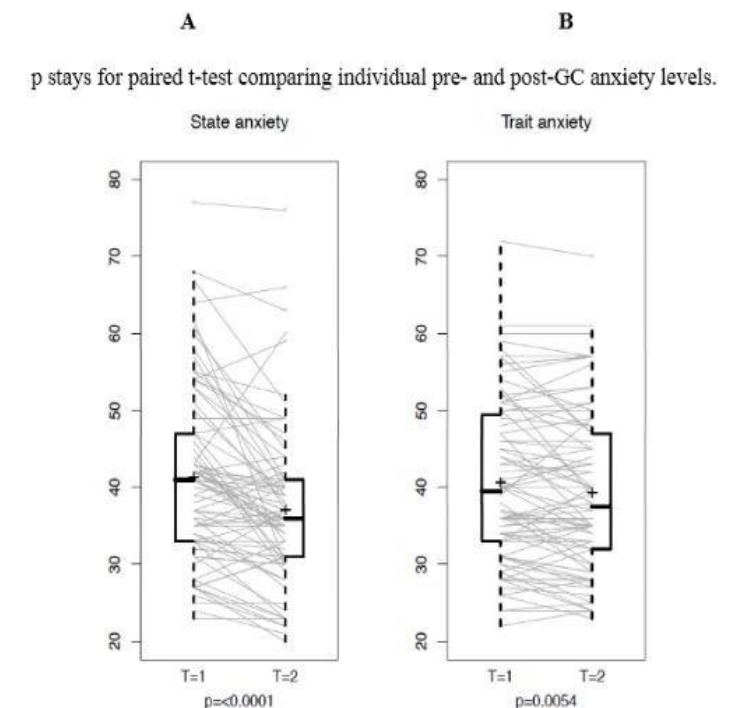 A B
p stays for paired t-test comparing individual pre- and post-GC anxiety levels.
State anxiety Trait anxiety
80 80
70 70
60 60
50 50
40 40
30 30
20 20
T=1 T=2 T=1 T=2
p=<0.0001 p=0.0054